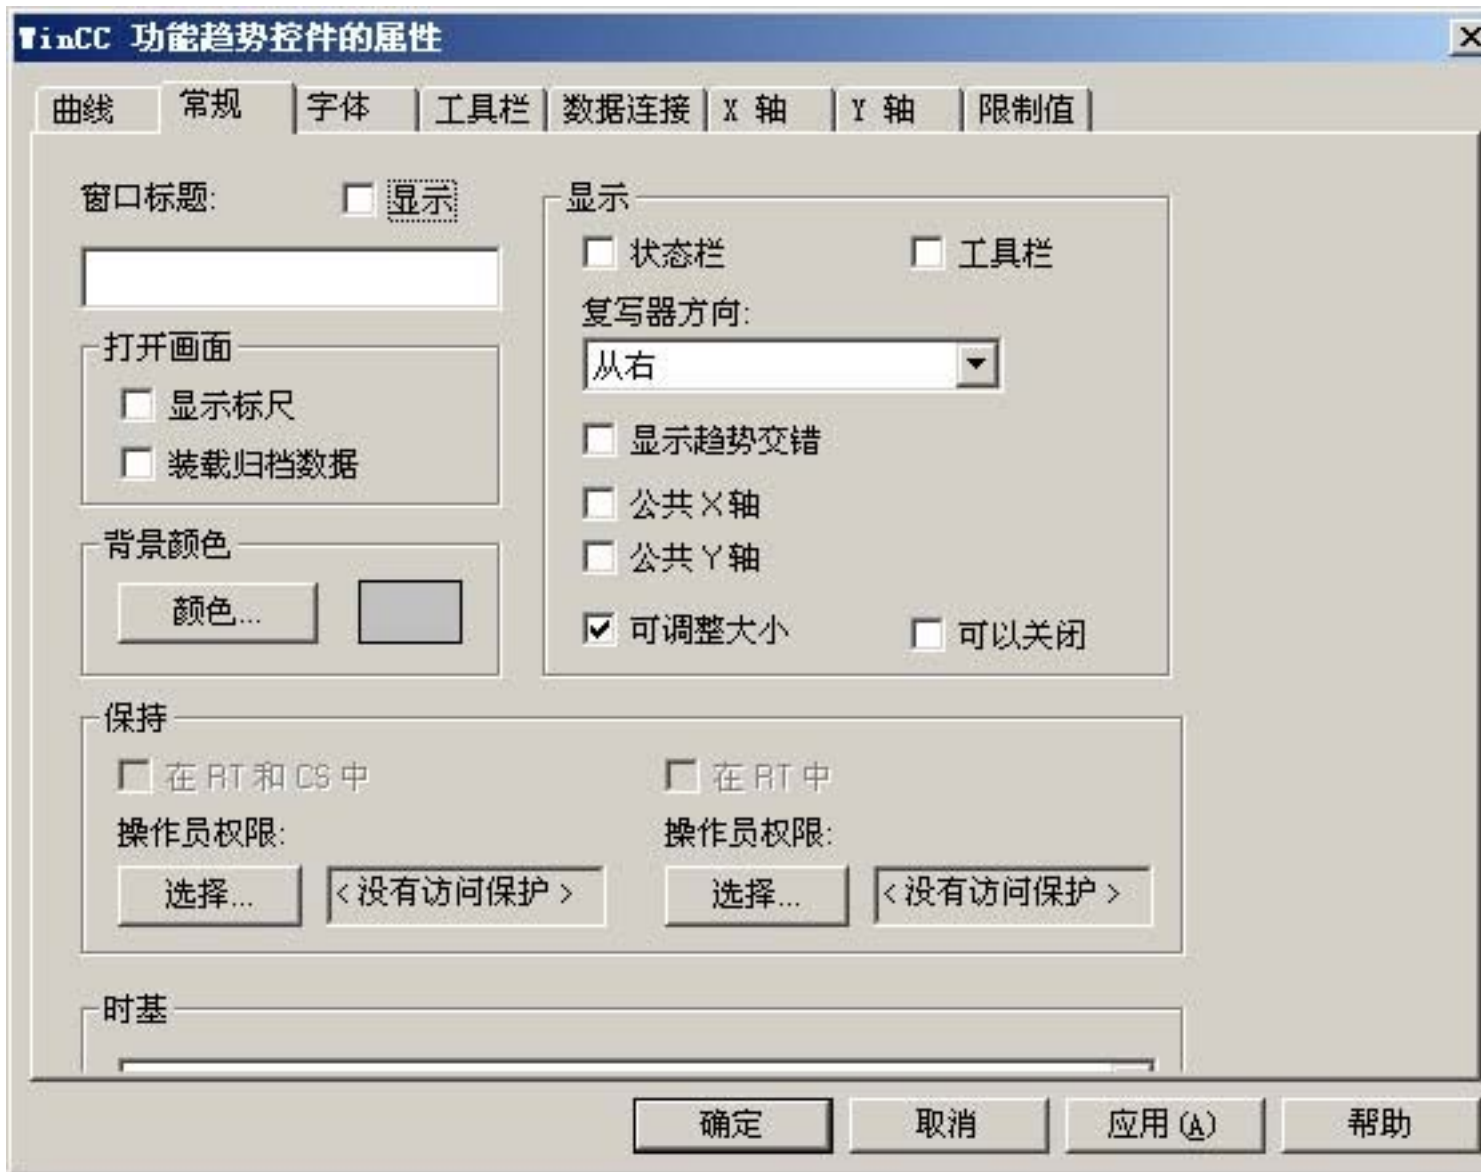 WinCC 功能趋势控件的属性
曲线 常规 字体 工具栏 数据连接 X 轴 Y 轴 限制值
窗口标题: 显示
显示
状态栏 工具栏
复写器方向:
从右
打开画面
显示标尺
装载归档数据
显示趋势交错
公共 X 轴
公共 Y 轴
背景颜色
颜色...
可调整大小 可以关闭
保持
在 RT 和 CS 中 在 RT 中
操作员权限: 操作员权限:
选择... <没有访问保护> 选择... <没有访问保护>
时基
确定 取消 应用(A) 帮助